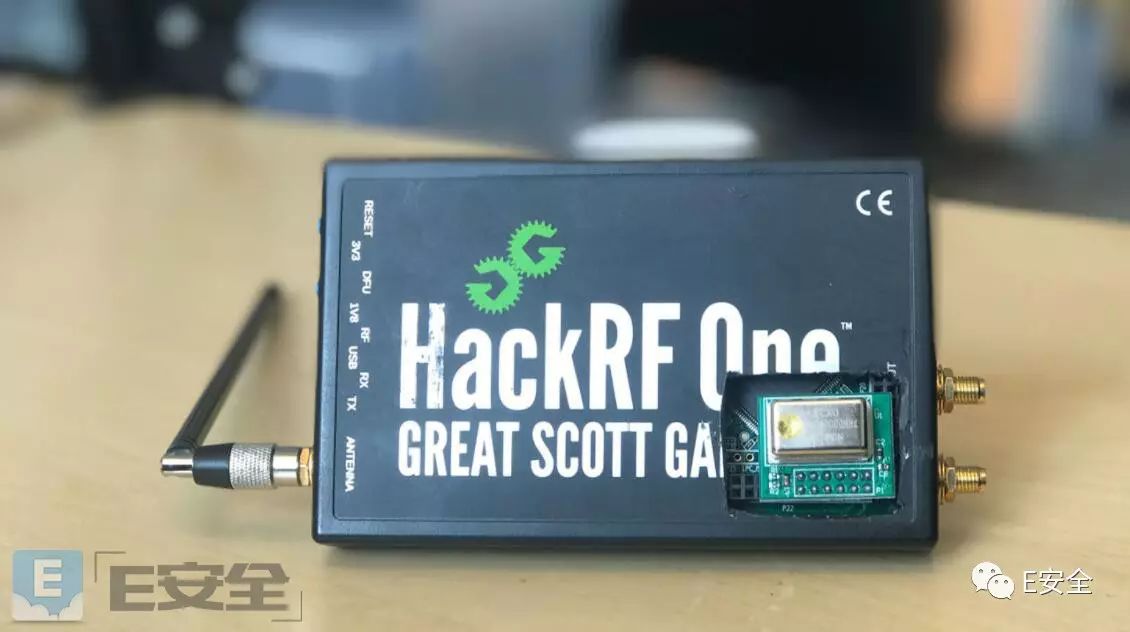 CE
RESET
3V3
DFU
1V8
RF
USB
RX
TX
ANTENNA
HackRF One™
GREAT SCOTT GA
P22
E
E安全
E安全